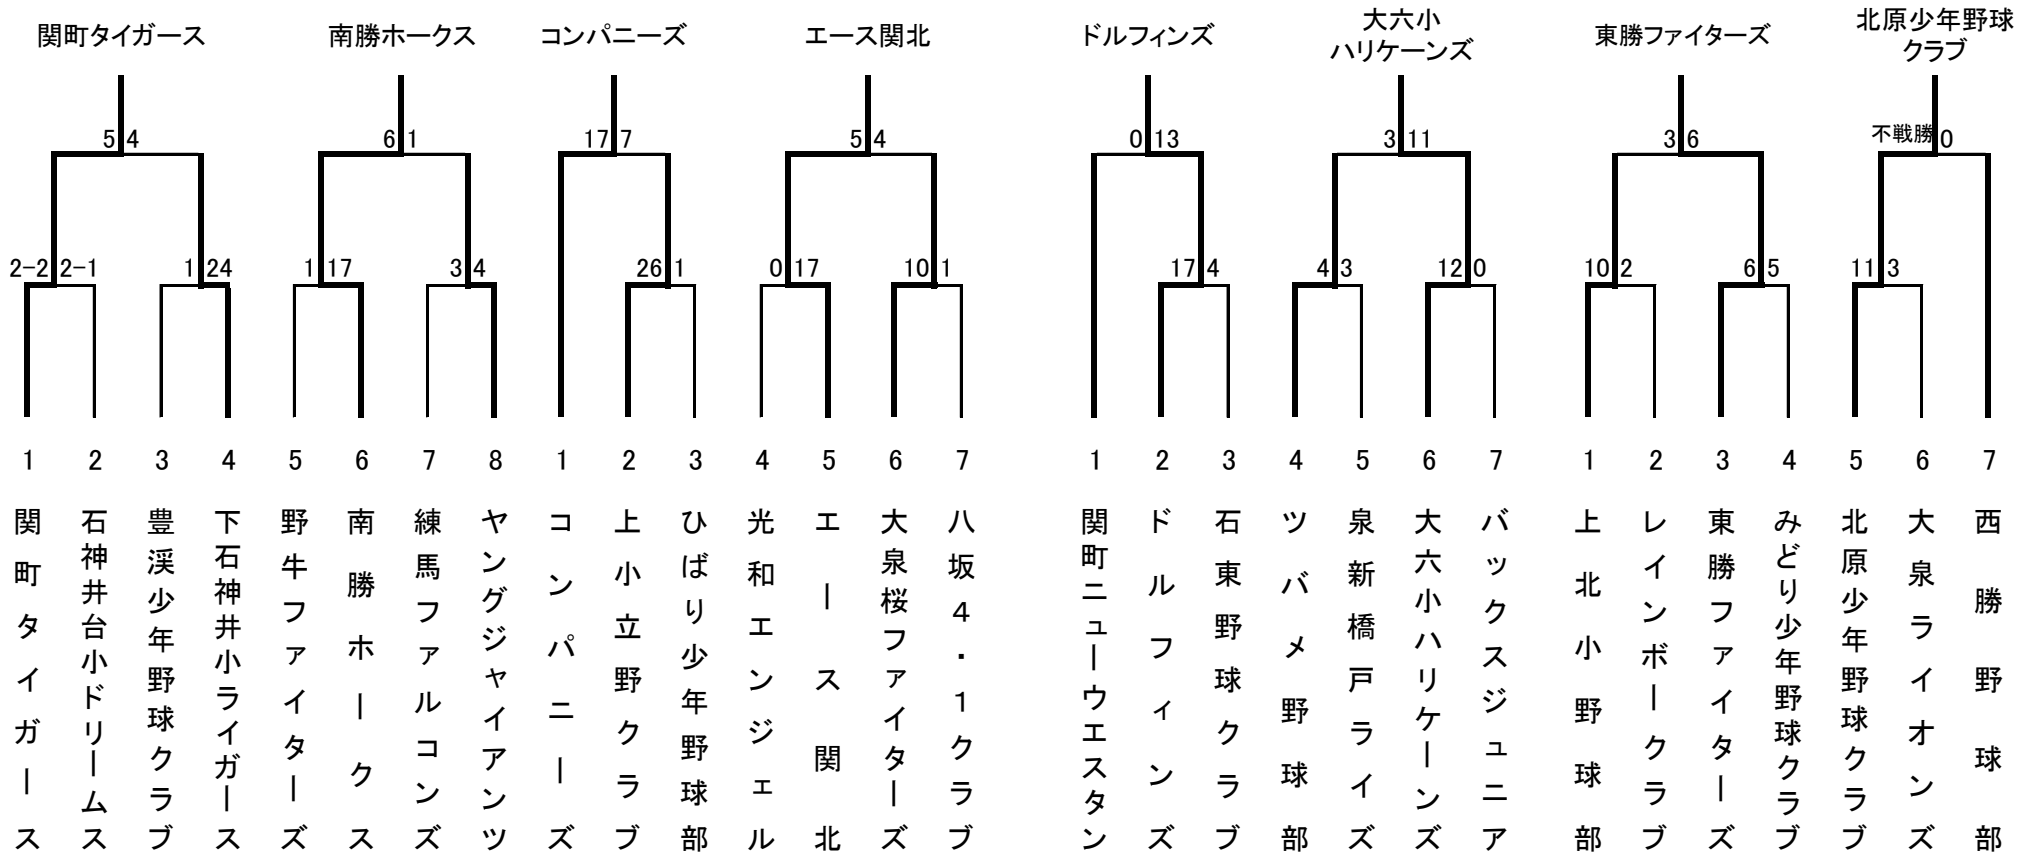 関町タイガース
南勝ホークス
コンパニーズ
エース関北
ドルフィンズ
大六小
ハリケーンズ
東勝ファイターズ
北原少年野球
クラブ
5 4
6 1
17 7
5 4
0 13
3 11
3 6
不戦勝 0
2-2 2-1
1 24
1 17
3 4
26 1
0 17
10 1
17 4
4 3
12 0
10 2
6 5
11 3
1 2 3 4 5 6 7 8 1 2 3 4 5 6 7 1 2 3 4 5 6 7 1 2 3 4 5 6 7
関町タイガース
石神井台小ドリームス
豊渓少年野球クラブ
下石神井小ライガース
野牛ファイターズ
南勝ホークス
練馬ファルコンズ
ヤングジャイアンツ
コンパニーズ
上小立野クラブ
ひばり少年野球部
光和エンジェル
エース関北
大泉桜ファイターズ
八坂4・1クラブ
関町ニューウエスタン
ドルフィンズ
石東野球クラブ
ツバメ野球部
泉新橋戸ライズ
大六小ハリケーンズ
バックスジュニア
上北小野球部
レインボークラブ
東勝ファイターズ
みどり少年野球クラブ
北原少年野球クラブ
大泉ライオンズ
西勝野球部